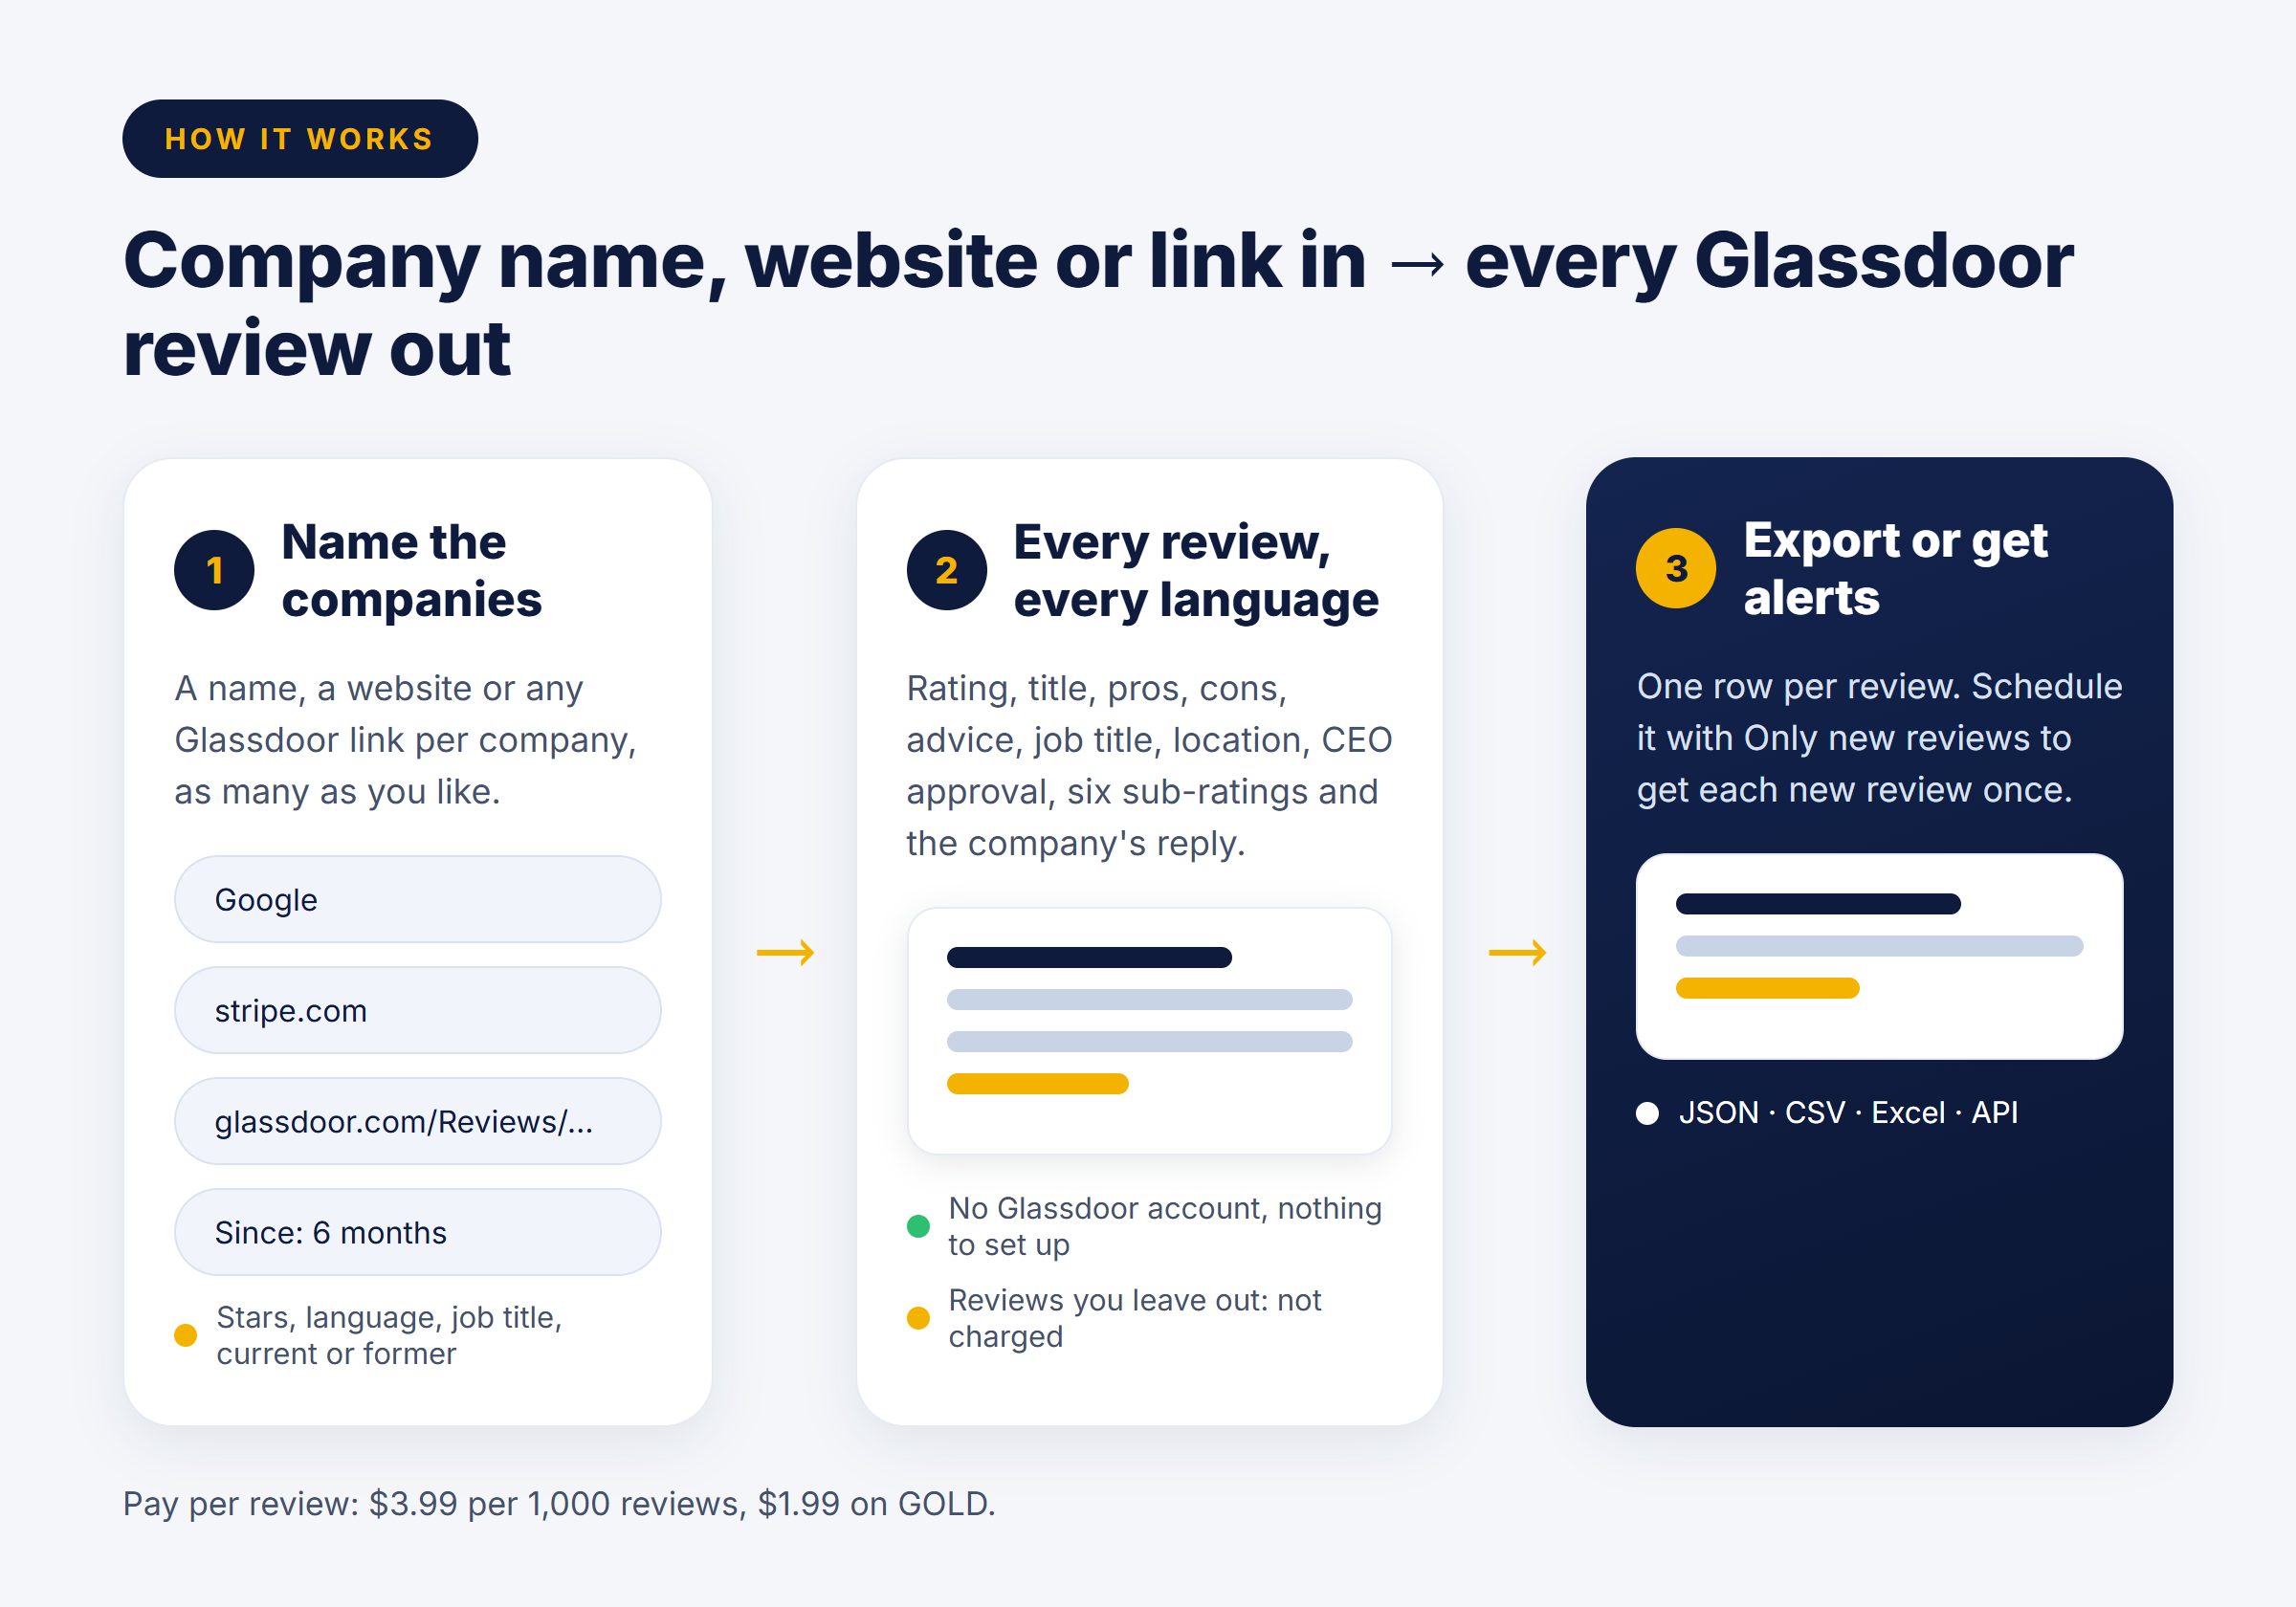 HOW IT WORKS
Company name, website or link in → every Glassdoor
review out
1
Name the
companies
A name, a website or any
Glassdoor link per company,
as many as you like.
Google
stripe.com
glassdoor.com/Reviews/...
Since: 6 months
Stars, language, job title,
current or former
→
2
Every review,
every language
Rating, title, pros, cons,
advice, job title, location, CEO
approval, six sub-ratings and
the company's reply.
No Glassdoor account, nothing
to set up
Reviews you leave out: not
charged
→
3
Export or get
alerts
One row per review. Schedule
it with Only new reviews to
get each new review once.
JSON · CSV · Excel · API
Pay per review: $3.99 per 1,000 reviews, $1.99 on GOLD.